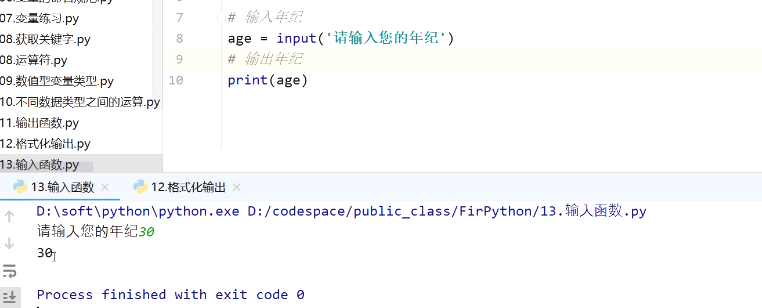 07.变量练习.py
08.获取关键字.py
08.运算符.py
09.数值型变量类型.py
10.不同数据类型之间的运算.py
11.输出函数.py
12.格式化输出.py
13.输入函数.py
7 # 输入年纪
8 age = input('请输入您的年纪')
9 # 输出年纪
10 print(age)
13.输入函数 12.格式化输出
D:\soft\python\python.exe D:/codespace/public_class/FirPython/13.输入函数.py
请输入您的年纪30
30
Process finished with exit code 0